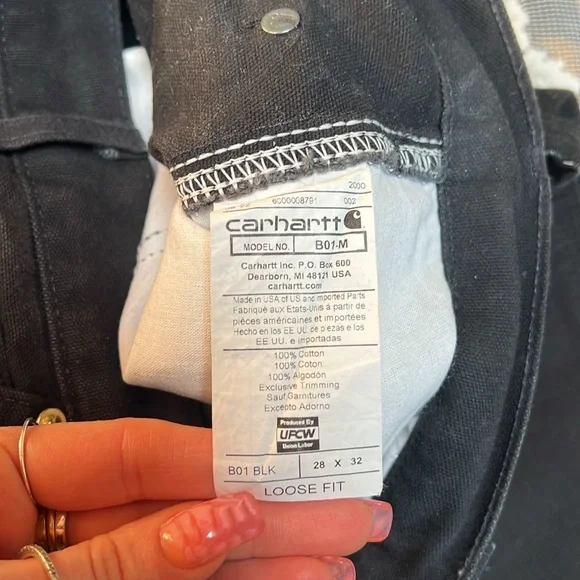 2000
6000008791 002
carhartt
MODEL NO. B01-M
Carhartt Inc. P.O. Box 600
Dearborn, MI 48121 USA
carhartt.com
Made in USA of US and Imported Parts
Fabriqué aux Etats-Unis à partir de
pièces américaines et importées
Hecho en los EE UU de piezas e los
EE UU. e importadas
100% Cotton
100% Coton
100% Algodón
Exclusive Trimming
Sauf Garnitures
Excepto Adorno
Produced By
UFCW
Union Labor
B01 BLK 28 X 32
LOOSE FIT